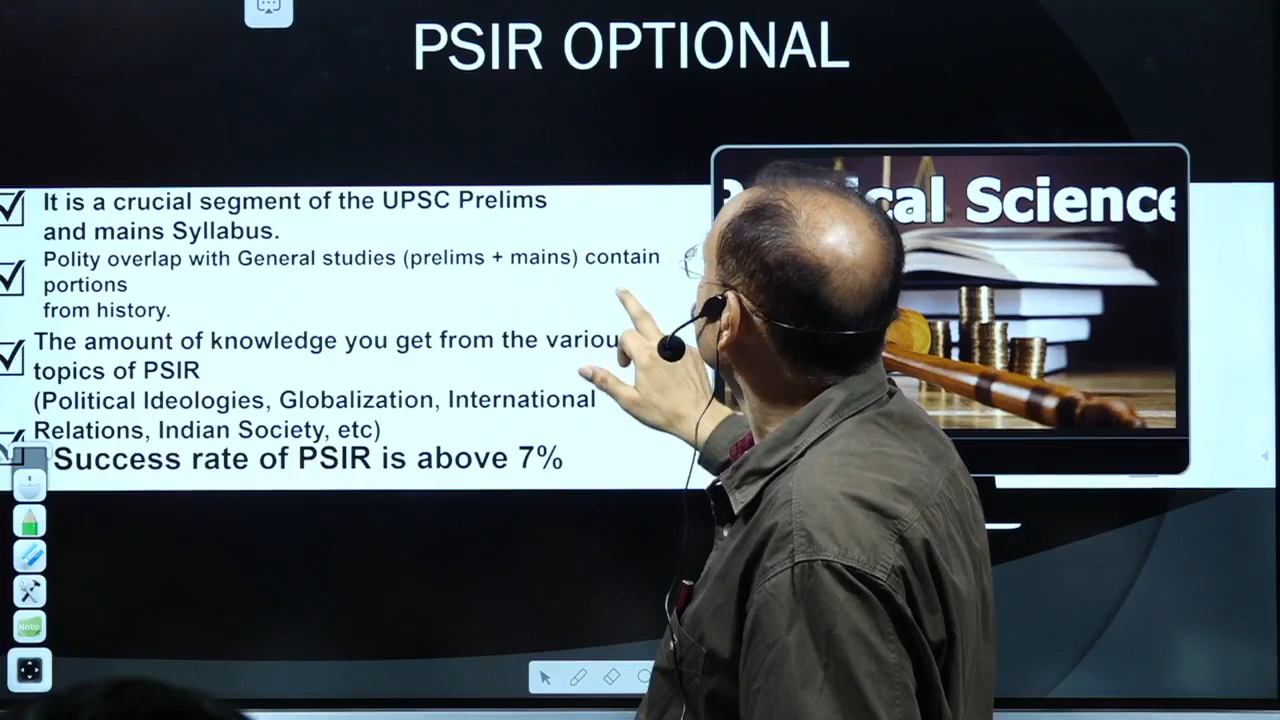 PSIR OPTIONAL
It is a crucial segment of the UPSC Prelims
and mains Syllabus.
Polity overlap with General studies (prelims + mains) contain
portions
from history.
The amount of knowledge you get from the
topics of PSIR
(Political Ideologies, Globalization, International
Relations, Indian Society, etc)
Success rate of PSIR is above 7%
Science
Note